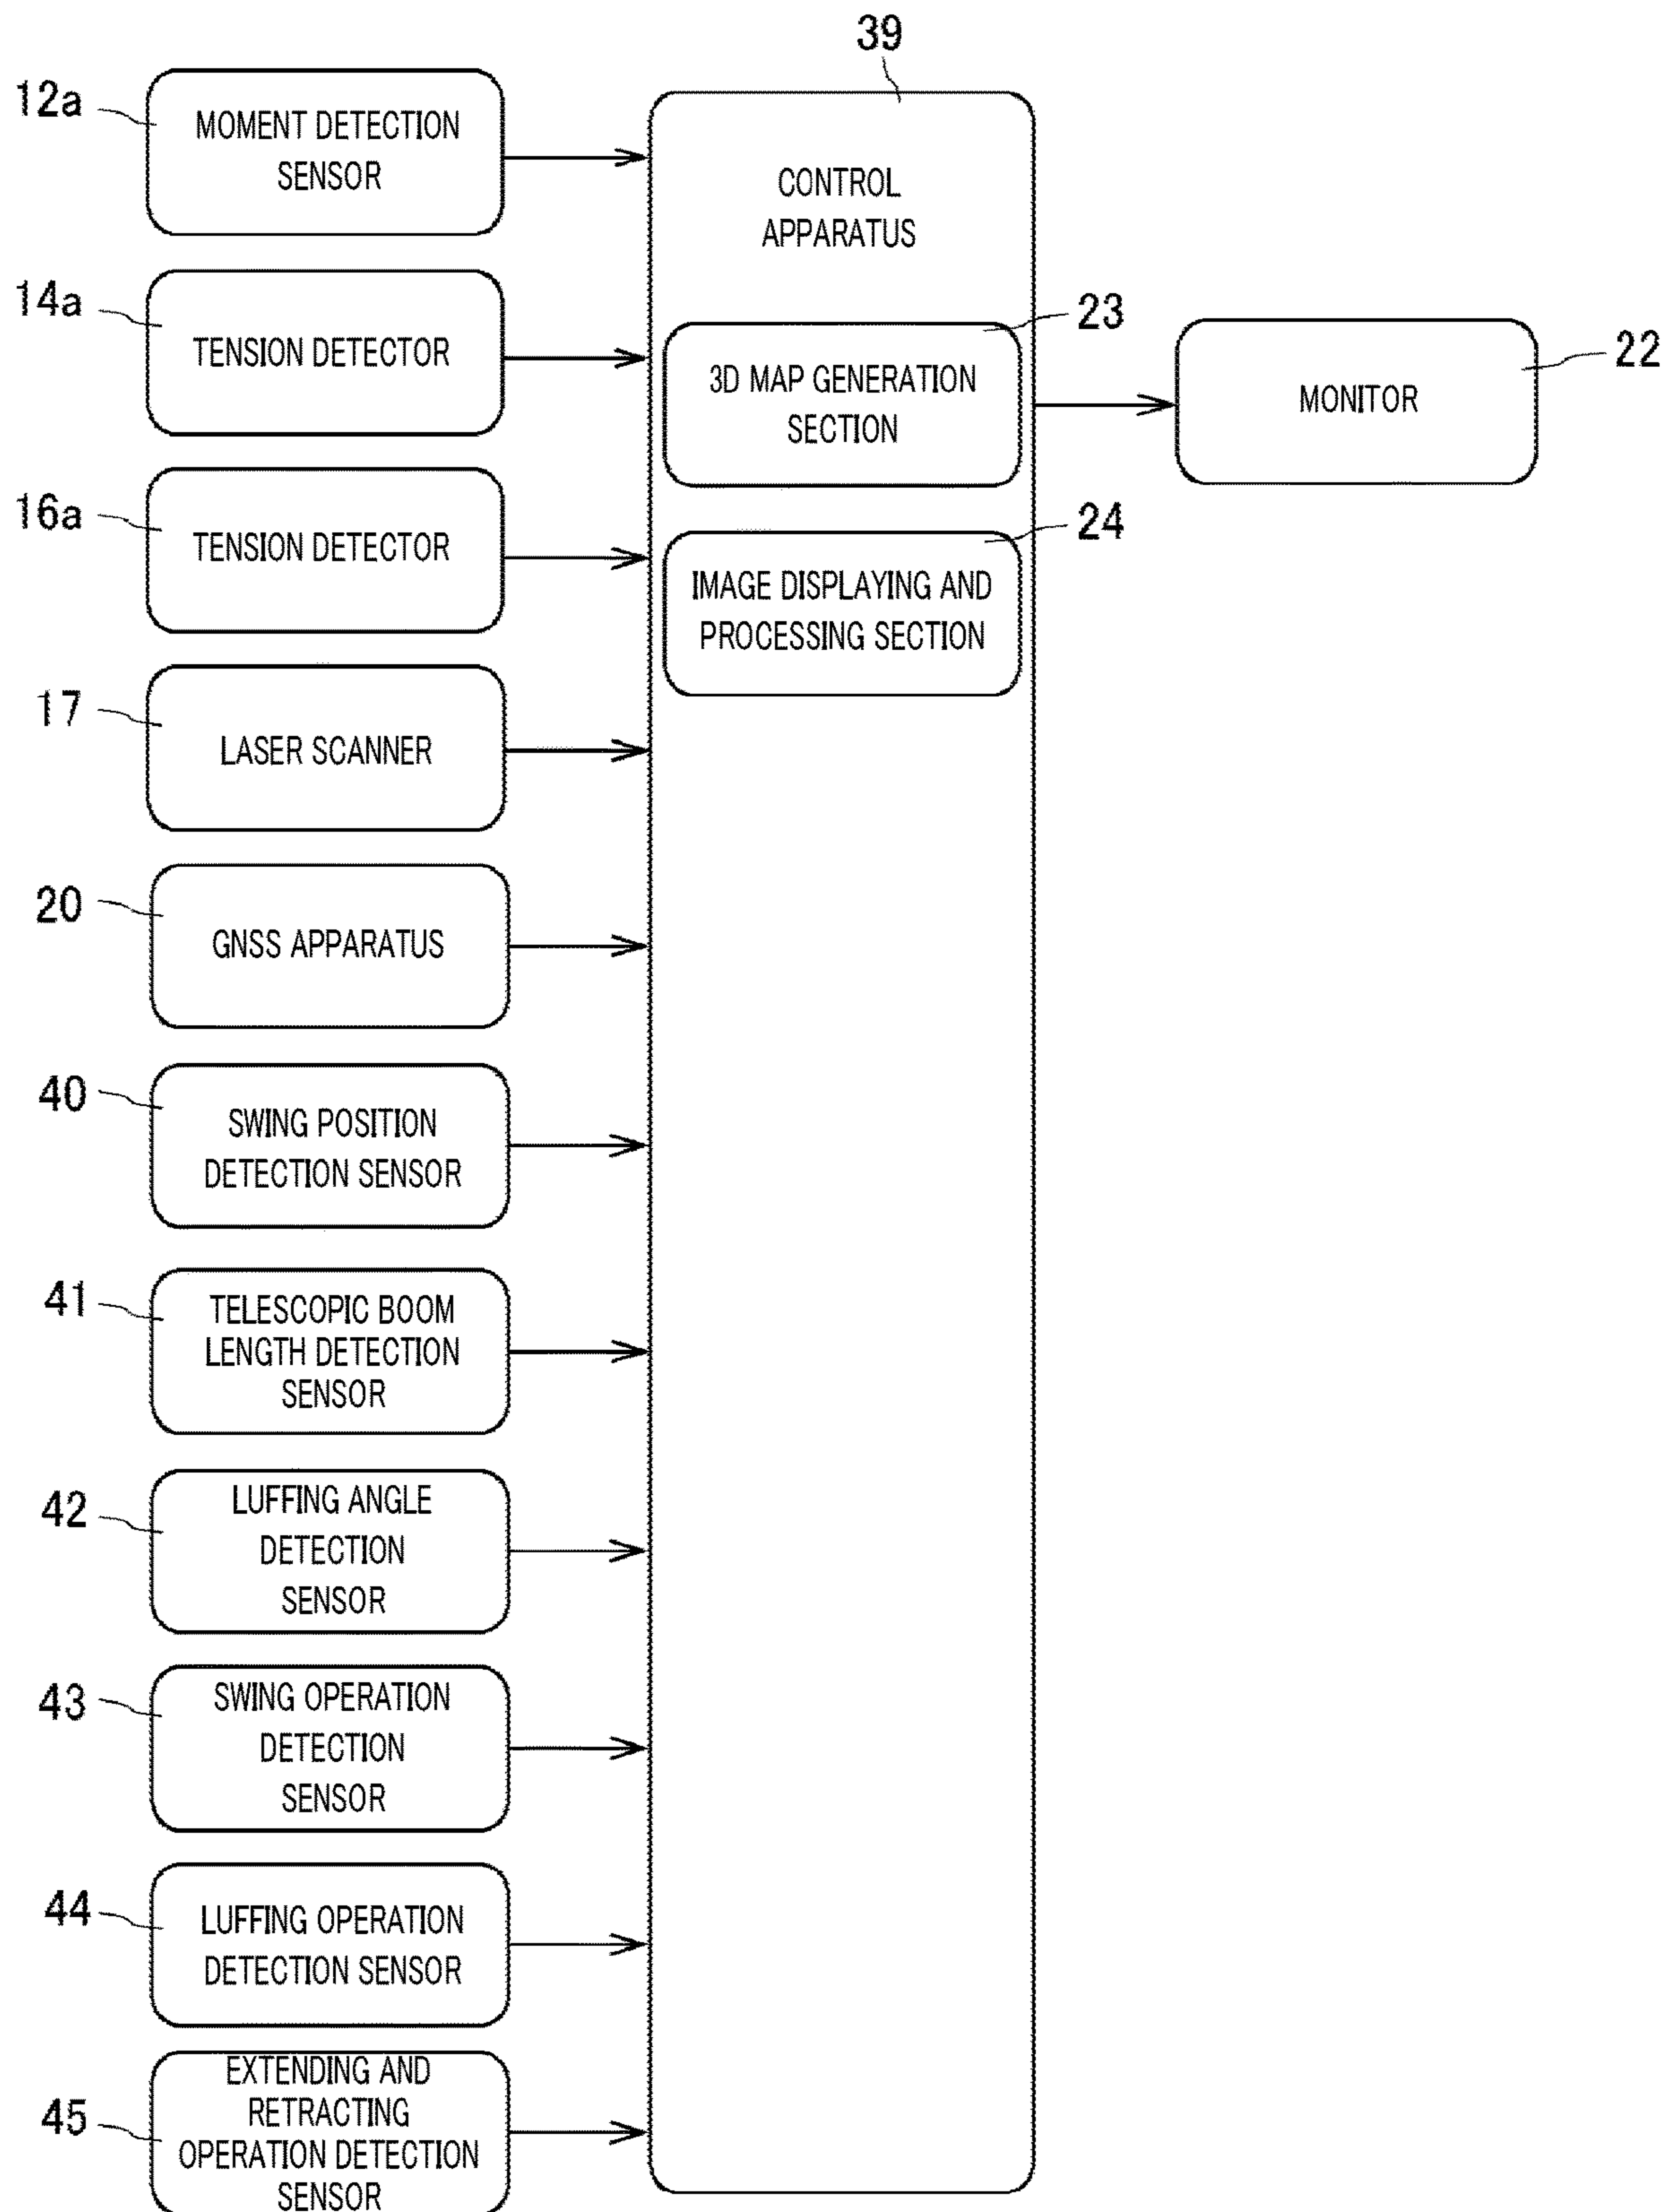 39
12a
MOMENT DETECTION
SENSOR
CONTROL
APPARATUS
14a
TENSION DETECTOR
23
3D MAP GENERATION
SECTION
22
MONITOR
16a
TENSION DETECTOR
24
IMAGE DISPLAYING AND
PROCESSING SECTION
17
LASER SCANNER
20
GNSS APPARATUS
40
SWING POSITION
DETECTION SENSOR
41
TELESCOPIC BOOM
LENGTH DETECTION
SENSOR
42
LUFFING ANGLE
DETECTION
SENSOR
43
SWING OPERATION
DETECTION
SENSOR
44
LUFFING OPERATION
DETECTION SENSOR
45
EXTENDING AND
RETRACTING
OPERATION DETECTION
SENSOR